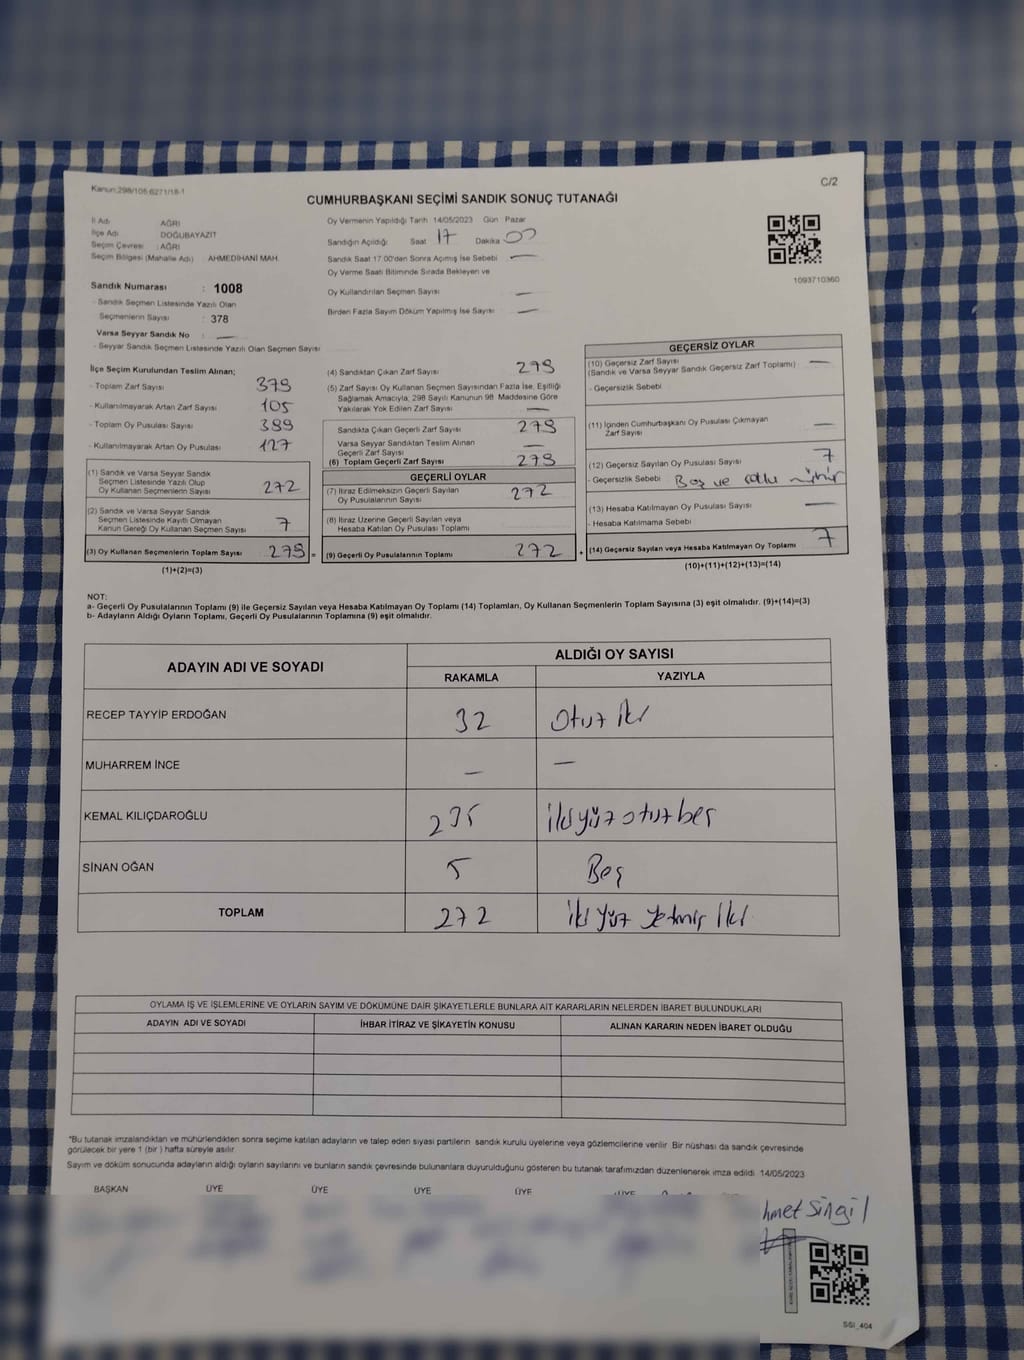 Kanun:298/105 6271/18-1
C/2
CUMHURBAŞKANI SEÇİMİ SANDIK SONUÇ TUTANAĞI
İl Adı : AĞRI
İlçe Adı : DOĞUBAYAZIT
Seçim Çevresi : AĞRI
Seçim Bölgesi (Mahalle Adı) : AHMEDİHANİ MAH.
Sandık Numarası : 1008
- Sandık Seçmen Listesinde Yazılı Olan
Seçmenlerin Sayısı : 378
Varsa Seyyar Sandık No : —
- Seyyar Sandık Seçmen Listesinde Yazılı Olan Seçmen Sayısı
Oy Vermenin Yapıldığı Tarih 14/05/2023 Gün Pazar
Sandığın Açıldığı Saat 17 Dakika 00
Sandık Saat 17.00'den Sonra Açımış İse Sebebi —
Oy Verme Saati Bitiminde Sırada Bekleyen ve
Oy Kullandırılan Seçmen Sayısı —
Birden Fazla Sayım Döküm Yapılmış İse Sayısı —
1093710360
İlçe Seçim Kurulundan Teslim Alınan;
- Toplam Zarf Sayısı
- Kullanılmayarak Artan Zarf Sayısı 105
- Toplam Oy Pusulası Sayısı
- Kullanılmayarak Artan Oy Pusulası 127
(1) Sandık ve Varsa Seyyar Sandık
Seçmen Listesinde Yazılı Olup
Oy Kullanan Seçmenlerin Sayısı 272
(2) Sandık ve Varsa Seyyar Sandık
Seçmen Listesinde Kayıtlı Olmayan
Kanun Gereği Oy Kullanan Seçmen Sayısı 7
(3) Oy Kullanan Seçmenlerin Toplam Sayısı 279 =
(1)+(2)=(3)
(4) Sandıktan Çıkan Zarf Sayısı 279
(5) Zarf Sayısı Oy Kullanan Seçmen Sayısından Fazla İse, Eşitliği
Sağlamak Amacıyla; 298 Sayılı Kanunun 98. Maddesine Göre
Yakılarak Yok Edilen Zarf Sayısı —
Sandıkta Çıkan Geçerli Zarf Sayısı 279
Varsa Seyyar Sandıktan Teslim Alınan
Geçerli Zarf Sayısı —
(6) Toplam Geçerli Zarf Sayısı 279
GEÇERLİ OYLAR
(7) İtiraz Edilmeksizin Geçerli Sayılan
Oy Pusulalarının Sayısı 272
(8) İtiraz Üzerine Geçerli Sayılan veya
Hesaba Katılan Oy Pusulası Toplamı
(9) Geçerli Oy Pusulalarının Toplamı 272 +
GEÇERSİZ OYLAR
(10) Geçersiz Zarf Sayısı —
(Sandık ve Varsa Seyyar Sandık Geçersiz Zarf Toplamı)
- Geçersizlik Sebebi
(11) İçinden Cumhurbaşkanı Oy Pusulası Çıkmayan
Zarf Sayısı —
(12) Geçersiz Sayılan Oy Pusulası Sayısı 7
- Geçersizlik Sebebi Boş ve
(13) Hesaba Katılmayan Oy Pusulası Sayısı —
- Hesaba Katılmama Sebebi
(14) Geçersiz Sayılan veya Hesaba Katılmayan Oy Toplamı 7
(10)+(11)+(12)+(13)=(14)
NOT:
a- Geçerli Oy Pusulalarının Toplamı (9) ile Geçersiz Sayılan veya Hesaba Katılmayan Oy Toplamı (14) Toplamları, Oy Kullanan Seçmenlerin Toplam Sayısına (3) eşit olmalıdır. (9)+(14)=(3)
b- Adayların Aldığı Oyların Toplamı, Geçerli Oy Pusulalarının Toplamına (9) eşit olmalıdır.
ADAYIN ADI VE SOYADI
ALDIĞI OY SAYISI
RAKAMLA YAZIYLA
RECEP TAYYİP ERDOĞAN 32 otuz iki
MUHARREM İNCE — —
KEMAL KILIÇDAROĞLU 235 iki yüz otuz beş
SİNAN OĞAN 5 Beş
TOPLAM 272 iki yüz yetmiş iki
OYLAMA İŞ VE İŞLEMLERİNE VE OYLARIN SAYIM VE DÖKÜMÜNE DAİR ŞİKAYETLERLE BUNLARA AİT KARARLARIN NELERDEN İBARET BULUNDUKLARI
ADAYIN ADI VE SOYADI İHBAR İTİRAZ VE ŞİKAYETİN KONUSU ALINAN KARARIN NEDEN İBARET OLDUĞU
*Bu tutanak imzalandıktan ve mühürlendikten sonra seçime katılan adayların ve talep eden siyasi partilerin sandık kurulu üyelerine veya gözlemcilerine verilir. Bir nüshası da sandık çevresinde
görülecek bir yere 1 (bir) hafta süreyle asılır.
Sayım ve döküm sonucunda adayların aldığı oyların sayılarını ve bunların sandık çevresinde bulunanlara duyurulduğunu gösteren bu tutanak tarafımızdan düzenlenerek imza edildi. 14/05/2023
BAŞKAN ÜYE ÜYE ÜYE ÜYE ÜYE
hmet Singil
SSI_404